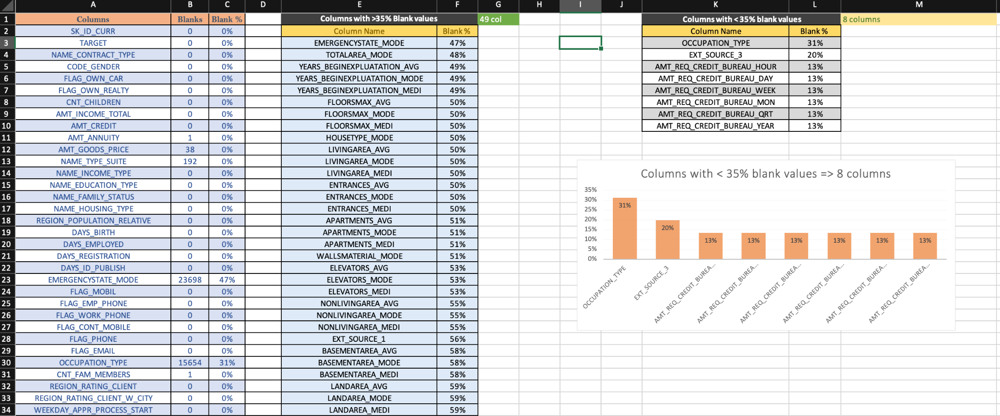 A B C D E F G H I J K L M
1 Columns Blanks Blank % Columns with >35% Blank values 49 col Columns with < 35% blank values 8 columns
2 SK_ID_CURR 0 0% Column Name Blank % Column Name Blank %
3 TARGET 0 0% EMERGENCYSTATE_MODE 47% OCCUPATION_TYPE 31%
4 NAME_CONTRACT_TYPE 0 0% TOTALAREA_MODE 48% EXT_SOURCE_3 20%
5 CODE_GENDER 0 0% YEARS_BEGINEXPLUATATION_AVG 49% AMT_REQ_CREDIT_BUREAU_HOUR 13%
6 FLAG_OWN_CAR 0 0% YEARS_BEGINEXPLUATATION_MODE 49% AMT_REQ_CREDIT_BUREAU_DAY 13%
7 FLAG_OWN_REALTY 0 0% YEARS_BEGINEXPLUATATION_MEDI 49% AMT_REQ_CREDIT_BUREAU_WEEK 13%
8 CNT_CHILDREN 0 0% FLOORSMAX_AVG 50% AMT_REQ_CREDIT_BUREAU_MON 13%
9 AMT_INCOME_TOTAL 0 0% FLOORSMAX_MODE 50% AMT_REQ_CREDIT_BUREAU_QRT 13%
10 AMT_CREDIT 0 0% FLOORSMAX_MEDI 50% AMT_REQ_CREDIT_BUREAU_YEAR 13%
11 AMT_ANNUITY 1 0% HOUSETYPE_MODE 50%
12 AMT_GOODS_PRICE 38 0% LIVINGAREA_AVG 50%
13 NAME_TYPE_SUITE 192 0% LIVINGAREA_MODE 50%
14 NAME_INCOME_TYPE 0 0% LIVINGAREA_MEDI 50%
15 NAME_EDUCATION_TYPE 0 0% ENTRANCES_AVG 50%
16 NAME_FAMILY_STATUS 0 0% ENTRANCES_MODE 50%
17 NAME_HOUSING_TYPE 0 0% ENTRANCES_MEDI 50%
18 REGION_POPULATION_RELATIVE 0 0% APARTMENTS_AVG 51%
19 DAYS_BIRTH 0 0% APARTMENTS_MODE 51%
20 DAYS_EMPLOYED 0 0% APARTMENTS_MEDI 51%
21 DAYS_REGISTRATION 0 0% WALLSMATERIAL_MODE 51%
22 DAYS_ID_PUBLISH 0 0% ELEVATORS_AVG 53%
23 EMERGENCYSTATE_MODE 23698 47% ELEVATORS_MODE 53%
24 FLAG_MOBIL 0 0% ELEVATORS_MEDI 53%
25 FLAG_EMP_PHONE 0 0% NONLIVINGAREA_AVG 55%
26 FLAG_WORK_PHONE 0 0% NONLIVINGAREA_MODE 55%
27 FLAG_CONT_MOBILE 0 0% NONLIVINGAREA_MEDI 55%
28 FLAG_PHONE 0 0% EXT_SOURCE_1 56%
29 FLAG_EMAIL 0 0% BASEMENTAREA_AVG 58%
30 OCCUPATION_TYPE 15654 31% BASEMENTAREA_MODE 58%
31 CNT_FAM_MEMBERS 1 0% BASEMENTAREA_MEDI 58%
32 REGION_RATING_CLIENT 0 0% LANDAREA_AVG 59%
33 REGION_RATING_CLIENT_W_CITY 0 0% LANDAREA_MODE 59%
34 WEEKDAY_APPR_PROCESS_START 0 0% LANDAREA_MEDI 59%
Columns with < 35% blank values => 8 columns
35%
30%
25%
20%
15%
10%
5%
0%
31% 20% 13% 13% 13% 13% 13% 13%
OCCUPATION_TYPE
EXT_SOURCE_3
AMT_REQ_CREDIT_BUREA...
AMT_REQ_CREDIT_BUREA...
AMT_REQ_CREDIT_BUREA...
AMT_REQ_CREDIT_BUREA...
AMT_REQ_CREDIT_BUREA...
AMT_REQ_CREDIT_BUREA...